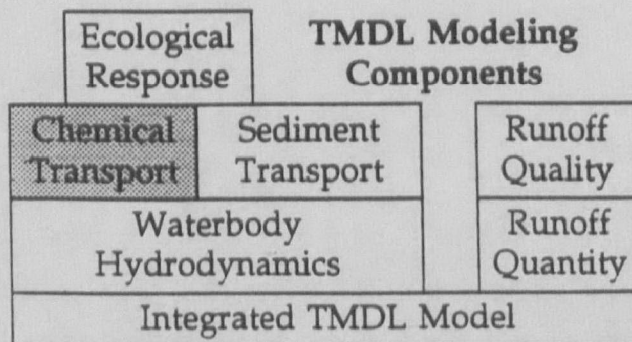 Ecological
Response
TMDL Modeling
Components
Chemical
Transport
Sediment
Transport
Runoff
Quality
Waterbody
Hydrodynamics
Runoff
Quantity
Integrated TMDL Model